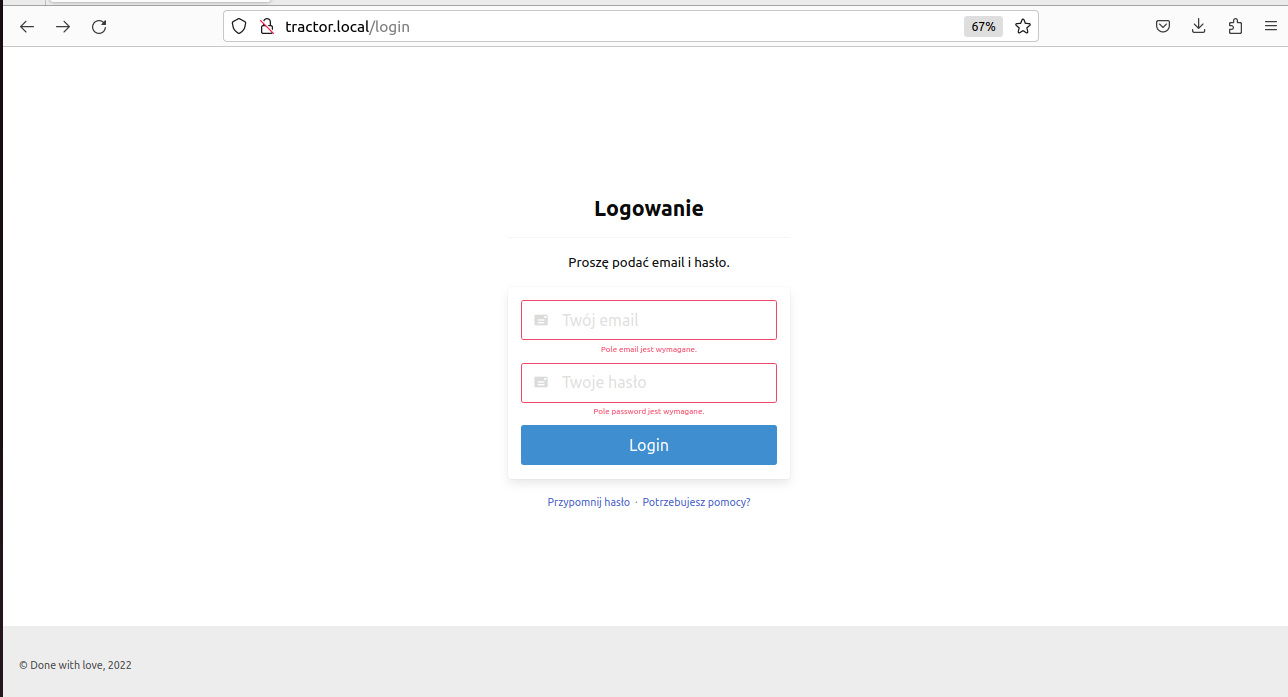 tractor.local/login
67%
Logowanie
Proszę podać email i hasło.
Twój email
Pole email jest wymagane.
Twoje hasło
Pole password jest wymagane.
Login
Przypomnij hasło · Potrzebujesz pomocy?
© Done with love, 2022